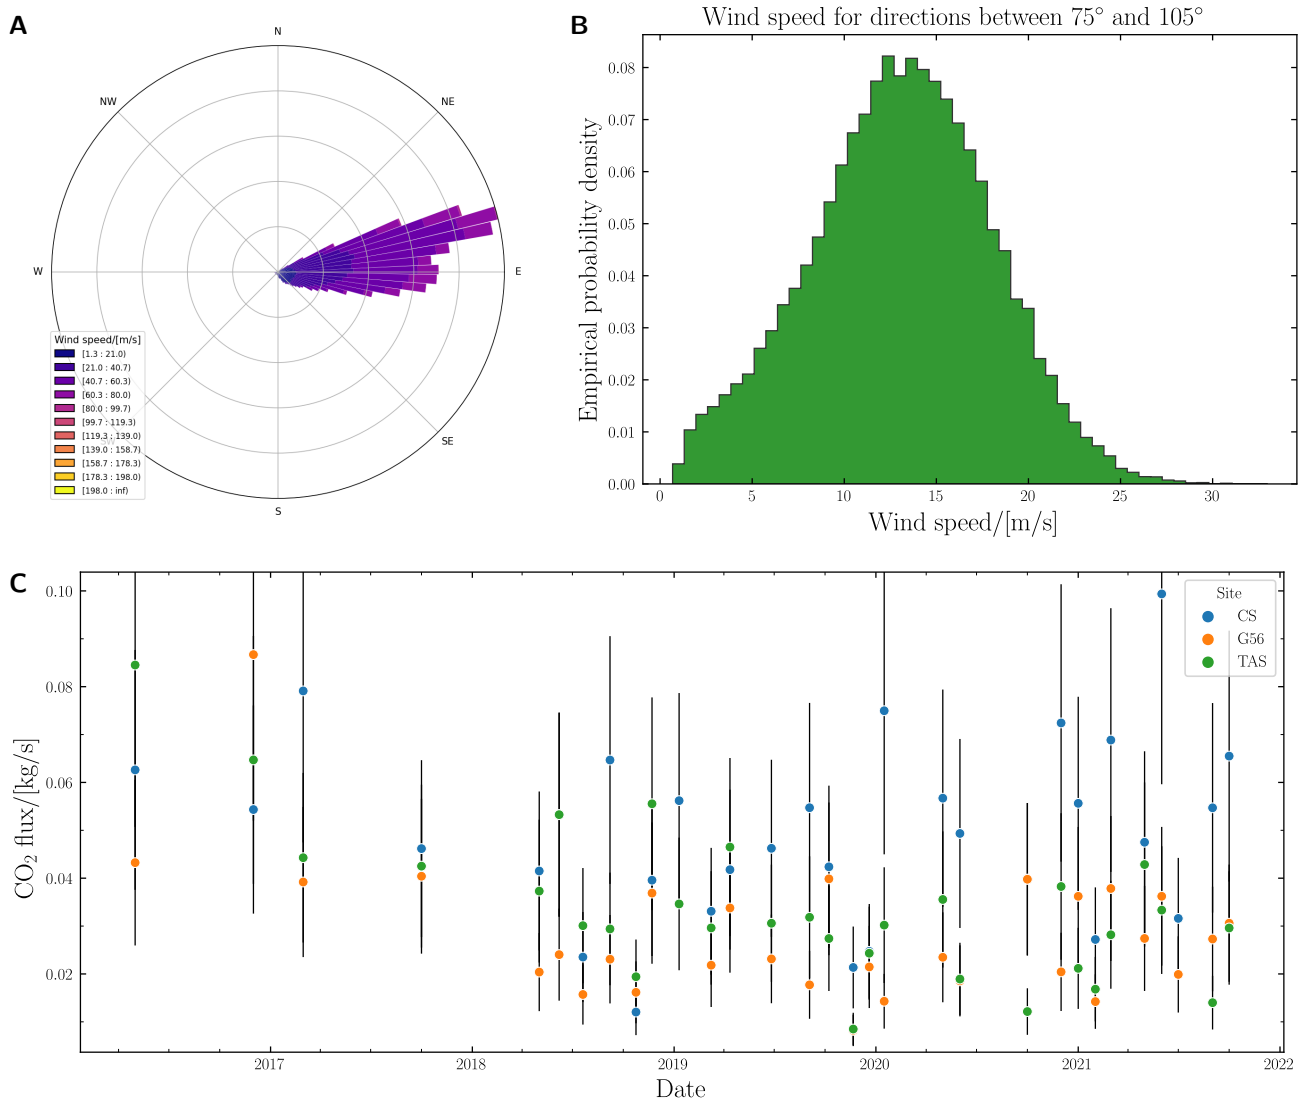 A
N
NW
NE
W
E
SW
SE
S
Wind speed/[m/s]
[1.3 : 21.0)
[21.0 : 40.7)
[40.7 : 60.3)
[60.3 : 80.0)
[80.0 : 99.7)
[99.7 : 119.3)
[119.3 : 139.0)
[139.0 : 158.7)
[158.7 : 178.3)
[178.3 : 198.0)
[198.0 : inf)
B
Wind speed for directions between 75° and 105°
Empirical probability density
0.08
0.07
0.06
0.05
0.04
0.03
0.02
0.01
0.00
0 5 10 15 20 25 30
Wind speed/[m/s]
C
CO₂ flux/[kg/s]
0.10
0.08
0.06
0.04
0.02
Site
CS
G56
TAS
2017 2018 2019 2020 2021 2022
Date